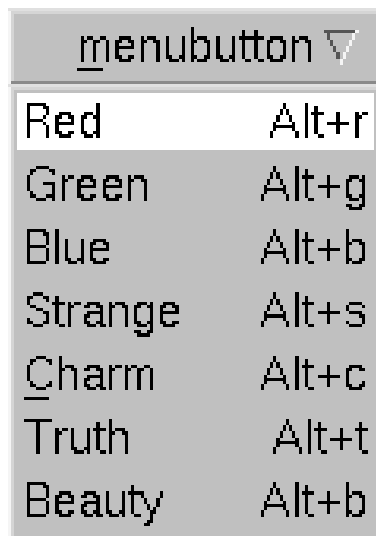 menubutton
Red Alt+r
Green Alt+g
Blue Alt+b
Strange Alt+s
Charm Alt+c
Truth Alt+t
Beauty Alt+b